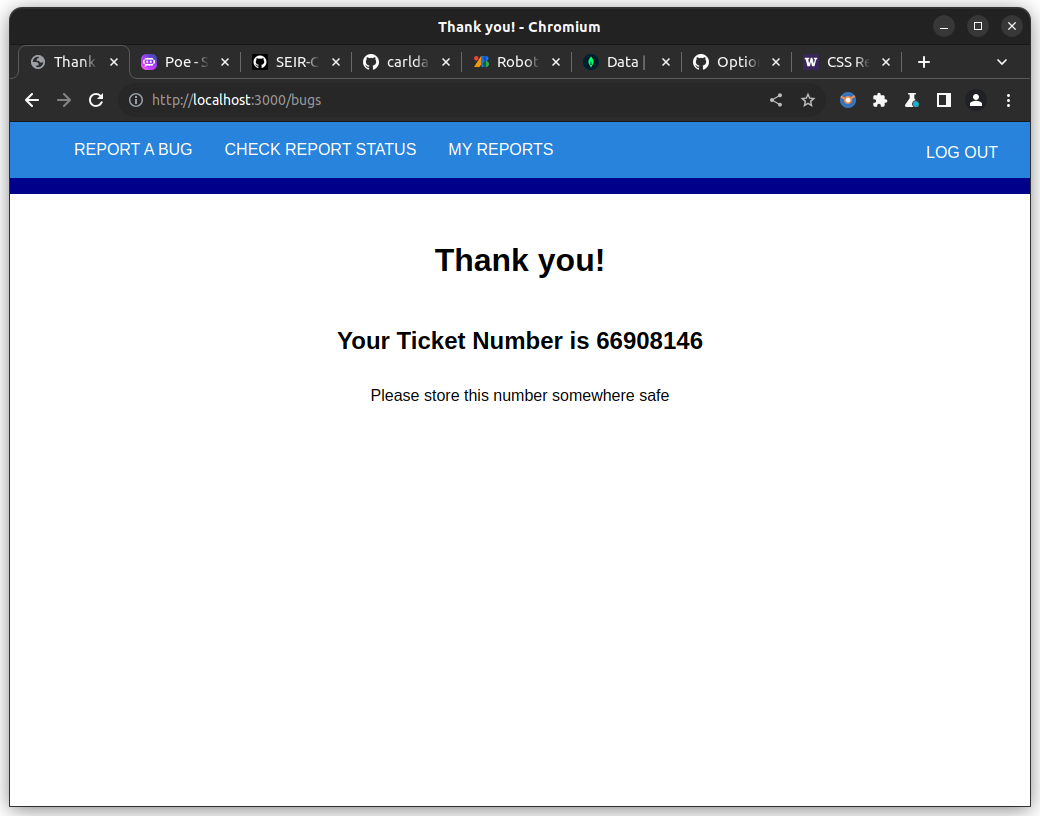 Thank you! - Chromium
Thank
Poe - S
SEIR-C
carlda
Robot
Data |
Optio
CSS Re
http://localhost:3000/bugs
REPORT A BUG CHECK REPORT STATUS MY REPORTS LOG OUT
Thank you!
Your Ticket Number is 66908146
Please store this number somewhere safe